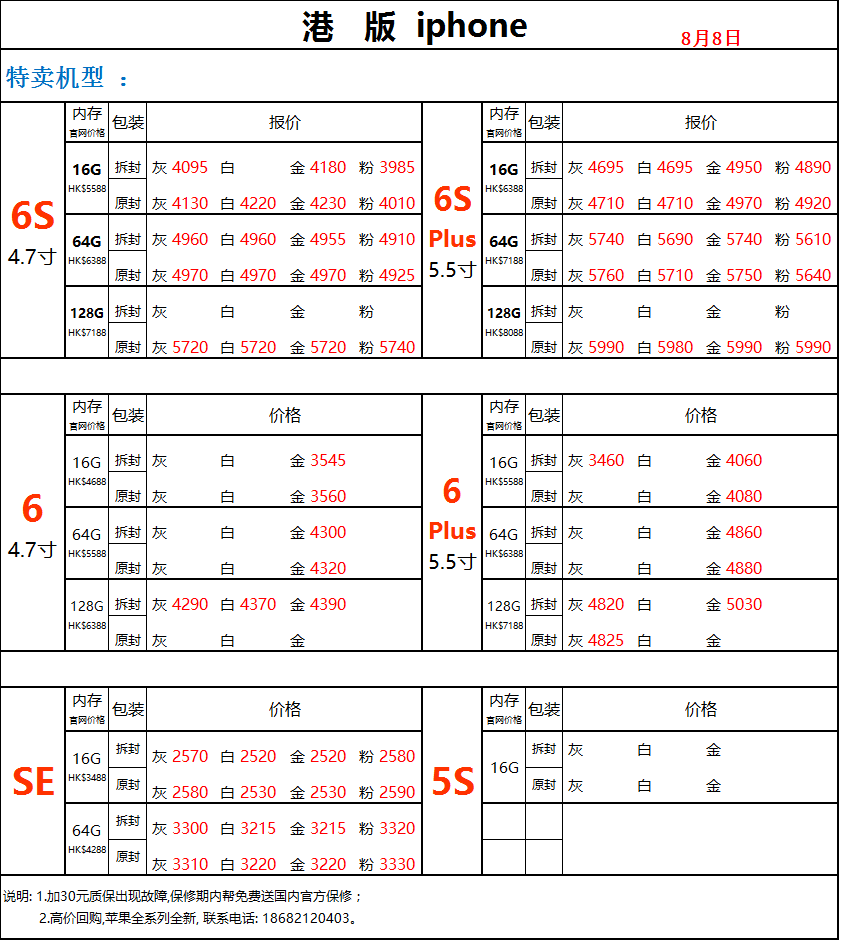 港 版 iphone
8月8日
特卖机型 ：
6S
4.7寸
内存
官网价格
包装
报价
16G
HK$5588
拆封 灰 4095 白 金 4180 粉 3985
原封 灰 4130 白 4220 金 4230 粉 4010
64G
HK$6388
拆封 灰 4960 白 4960 金 4955 粉 4910
原封 灰 4970 白 4970 金 4970 粉 4925
128G
HK$7188
拆封 灰 白 金 粉
原封 灰 5720 白 5720 金 5720 粉 5740
6S
Plus
5.5寸
内存
官网价格
包装
报价
16G
HK$6388
拆封 灰 4695 白 4695 金 4950 粉 4890
原封 灰 4710 白 4710 金 4970 粉 4920
64G
HK$7188
拆封 灰 5740 白 5690 金 5740 粉 5610
原封 灰 5760 白 5710 金 5750 粉 5640
128G
HK$8088
拆封 灰 白 金 粉
原封 灰 5990 白 5980 金 5990 粉 5990
6
4.7寸
内存
官网价格
包装
价格
16G
HK$4688
拆封 灰 白 金 3545
原封 灰 白 金 3560
64G
HK$5588
拆封 灰 白 金 4300
原封 灰 白 金 4320
128G
HK$6388
拆封 灰 4290 白 4370 金 4390
原封 灰 白 金
6
Plus
5.5寸
内存
官网价格
包装
价格
16G
HK$5588
拆封 灰 3460 白 金 4060
原封 灰 白 金 4080
64G
HK$6388
拆封 灰 白 金 4860
原封 灰 白 金 4880
128G
HK$7188
拆封 灰 4820 白 金 5030
原封 灰 4825 白 金
SE
内存
官网价格
包装
价格
16G
HK$3488
拆封 灰 2570 白 2520 金 2520 粉 2580
原封 灰 2580 白 2530 金 2530 粉 2590
64G
HK$4288
拆封 灰 3300 白 3215 金 3215 粉 3320
原封 灰 3310 白 3220 金 3220 粉 3330
5S
内存
官网价格
包装
价格
16G
拆封 灰 白 金
原封 灰 白 金
说明: 1.加30元质保出现故障,保修期内帮免费送国内官方保修；
2.高价回购,苹果全系列全新, 联系电话: 18682120403。